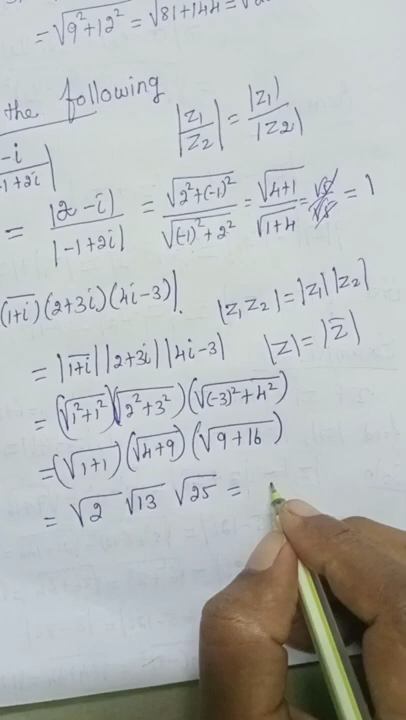 = √9²+12² = √81+144 = √
the following
|z₁/z₂| = |z₁|/|z₂|
-i/-1+2i|
= |2-i|/|-1+2i| = √2²+(-1)²/√(-1)²+2² = √4+1/√1+4 = √5/√5 = 1
(1̅+̅i̅)(2+3i)(4i-3)|. |z₁z₂| = |z₁||z₂|
= |1̅+̅i̅||2+3i||4i-3| |z| = |z̅|
= (√1²+1²)(√2²+3²)(√(-3)²+4²)
= (√1+1)(√4+9)(√9+16)
= √2 √13 √25 =